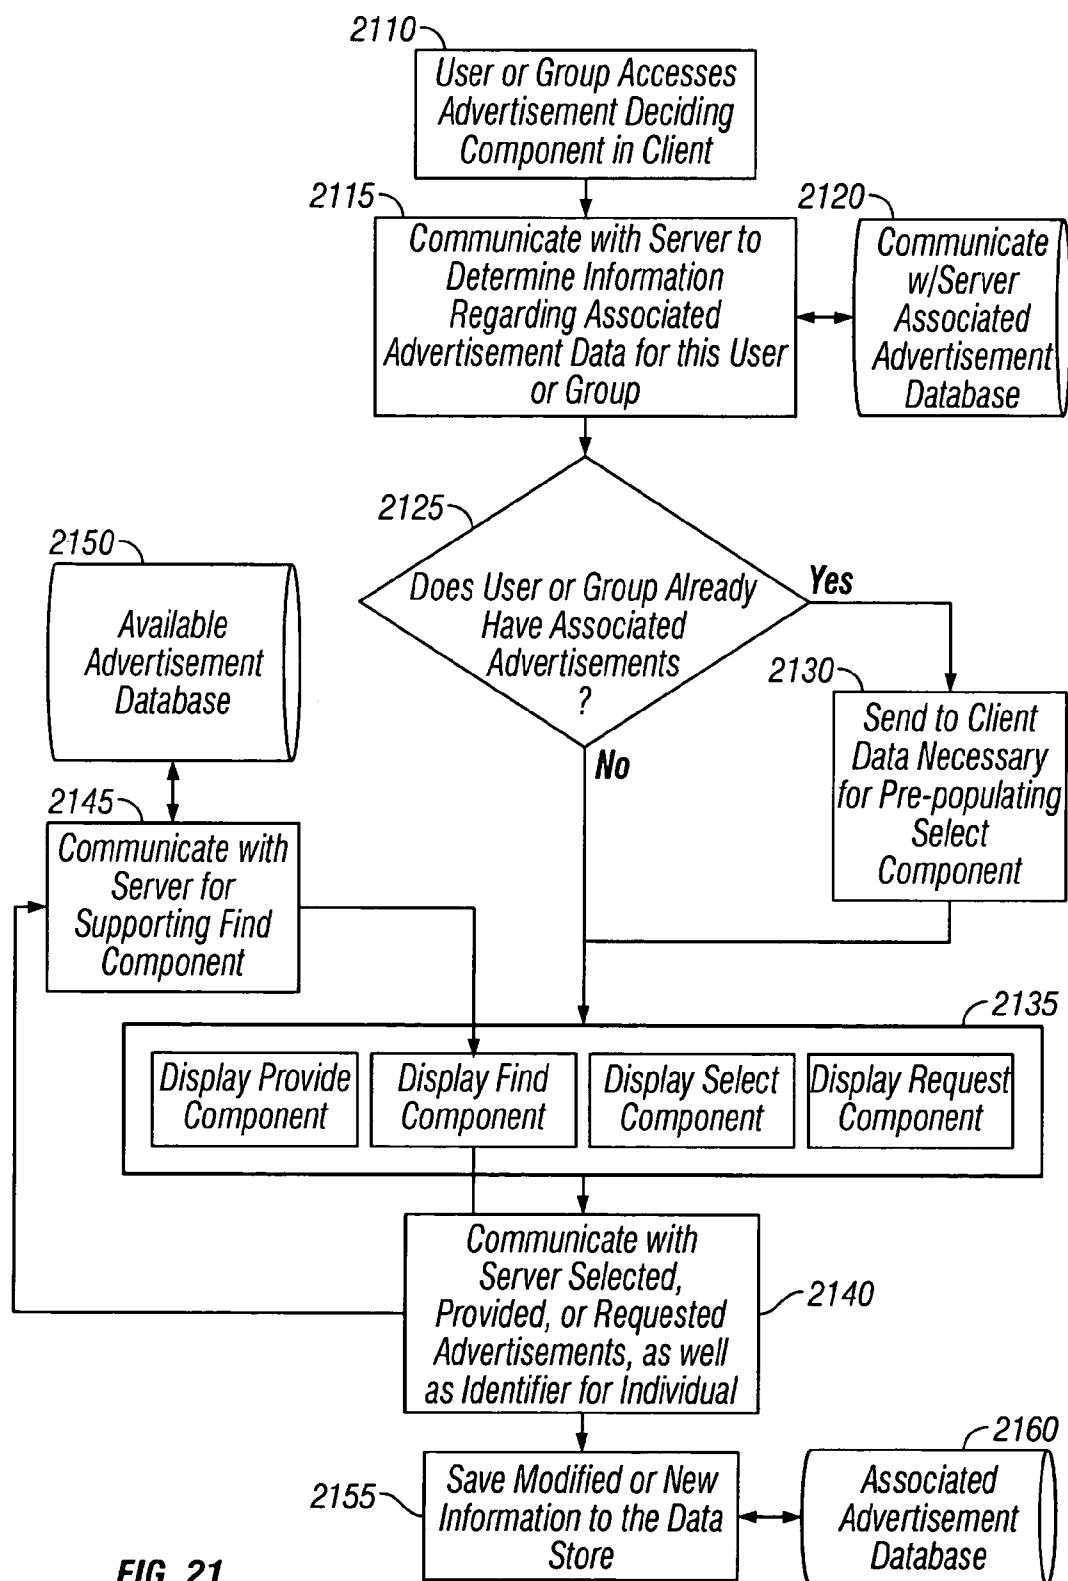 2110
User or Group Accesses
Advertisement Deciding
Component in Client
2115
Communicate with Server to
Determine Information
Regarding Associated
Advertisement Data for this User
or Group
2120
Communicate
w/Server
Associated
Advertisement
Database
2125
Does User or Group Already
Have Associated
Advertisements
?
Yes
No
2130
Send to Client
Data Necessary
for Pre-populating
Select
Component
2150
Available
Advertisement
Database
2145
Communicate with
Server for
Supporting Find
Component
2135
Display Provide
Component
Display Find
Component
Display Select
Component
Display Request
Component
Communicate with
Server Selected,
Provided, or Requested
Advertisements, as well
as Identifier for Individual
2140
2155
Save Modified or New
Information to the Data
Store
2160
Associated
Advertisement
Database
FIG. 21